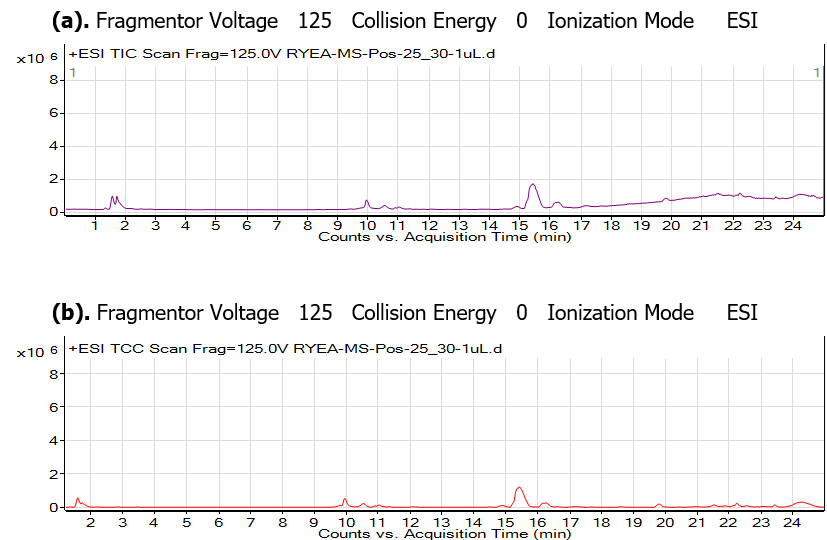 (a). Fragmentor Voltage 125 Collision Energy 0 Ionization Mode ESI
x10 6
+ESI TIC Scan Frag=125.0V RYEA-MS-Pos-25_30-1uL.d
1 1
8
6
4
2
0
1 2 3 4 5 6 7 8 9 10 11 12 13 14 15 16 17 18 19 20 21 22 23 24
Counts vs. Acquisition Time (min)
(b). Fragmentor Voltage 125 Collision Energy 0 Ionization Mode ESI
x10 6
+ESI TCC Scan Frag=125.0V RYEA-MS-Pos-25_30-1uL.d
8
6
4
2
0
2 3 4 5 6 7 8 9 10 11 12 13 14 15 16 17 18 19 20 21 22 23 24
Counts vs. Acquisition Time (min)